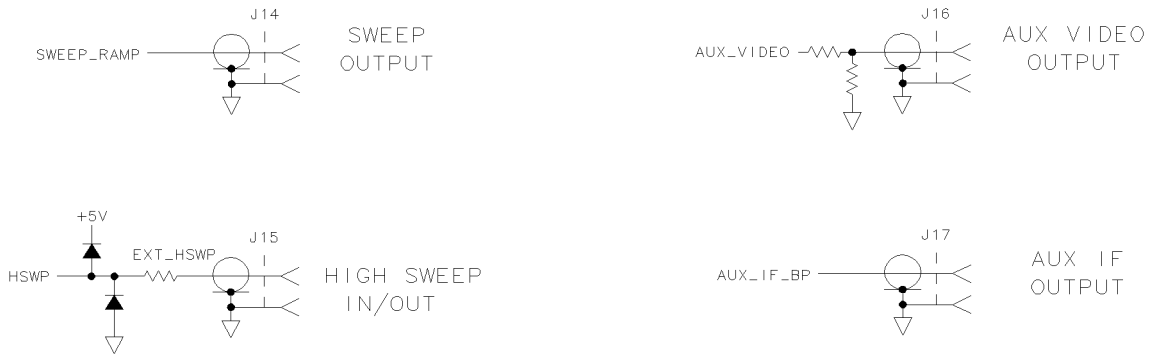 J14
SWEEP_RAMP
SWEEP
OUTPUT
J16
AUX_VIDEO
AUX VIDEO
OUTPUT
+5V
HSWP
EXT_HSWP
J15
HIGH SWEEP
IN/OUT
J17
AUX_IF_BP
AUX IF
OUTPUT